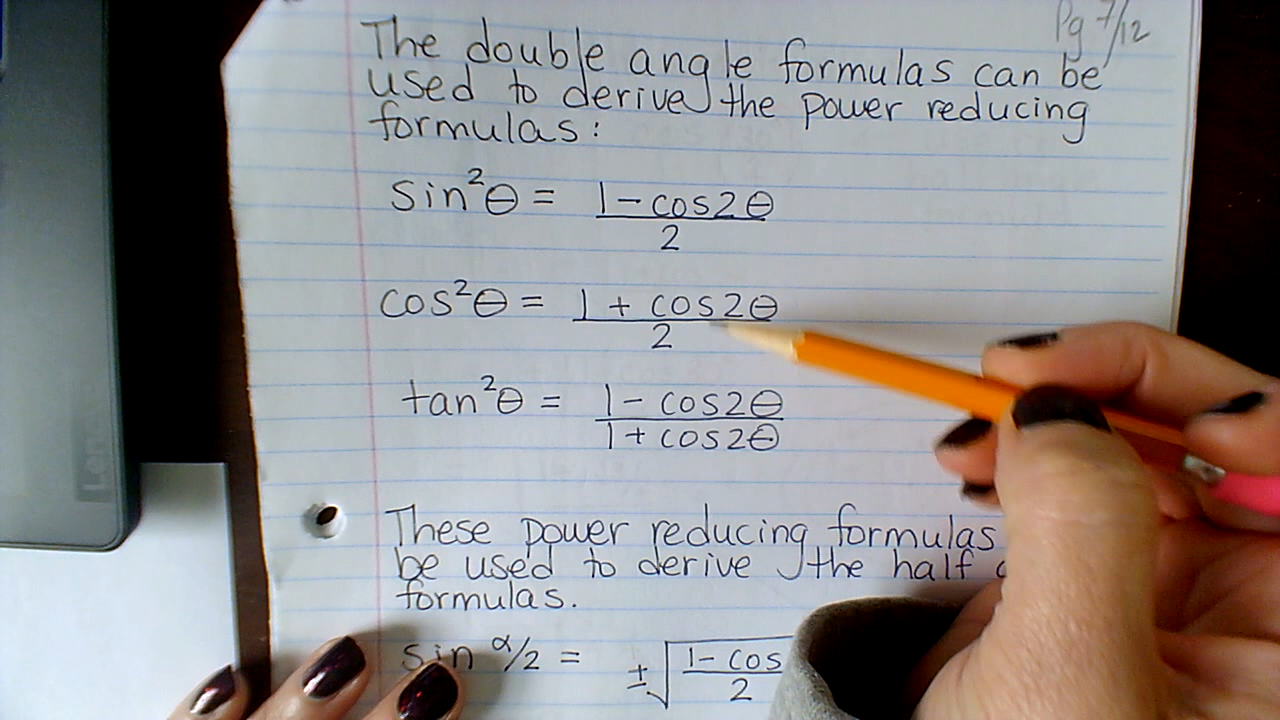 Pg 7/12
The double angle formulas can be
used to derive the power reducing
formulas:
sin²θ = 1 - cos2θ
2
cos²θ = 1 + cos2θ
2
tan²θ = 1 - cos2θ
1 + cos2θ
These power reducing formulas
be used to derive the half
formulas.
sin α/2 = ±√ 1 - cos
2